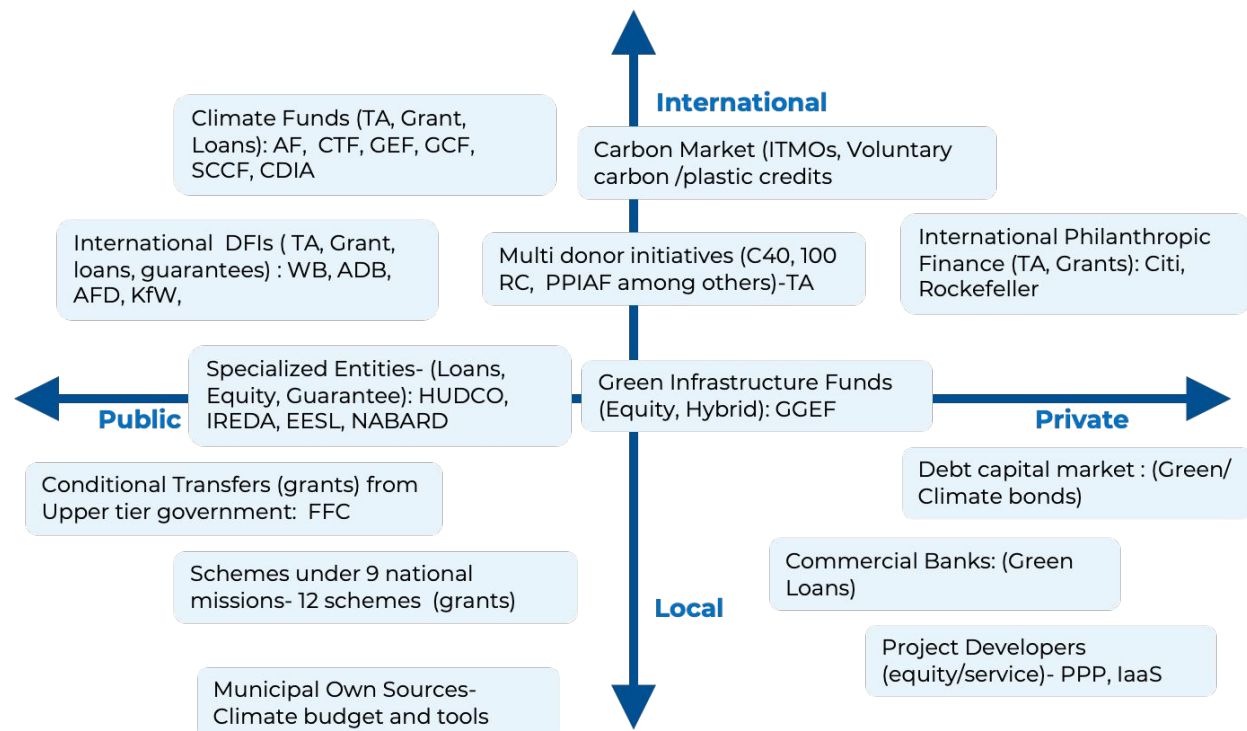 International
Climate Funds (TA, Grant,
Loans): AF,  CTF, GEF, GCF,
SCCF, CDIA
Carbon Market (ITMOs, Voluntary
carbon /plastic credits
International  DFIs ( TA, Grant,
loans, guarantees) : WB, ADB,
AFD, KfW,
Multi donor initiatives (C40, 100
RC,  PPIAF among others)-TA
International Philanthropic
Finance (TA, Grants): Citi,
Rockefeller
Specialized Entities- (Loans,
Equity, Guarantee): HUDCO,
IREDA, EESL, NABARD
Green Infrastructure Funds
(Equity, Hybrid): GGEF
Public
Private
Conditional Transfers (grants) from
Upper tier government:  FFC
Debt capital market : (Green/
Climate bonds)
Schemes under 9 national
missions- 12 schemes  (grants)
Commercial Banks: (Green
Loans)
Local
Project Developers
(equity/service)- PPP, IaaS
Municipal Own Sources-
Climate budget and tools